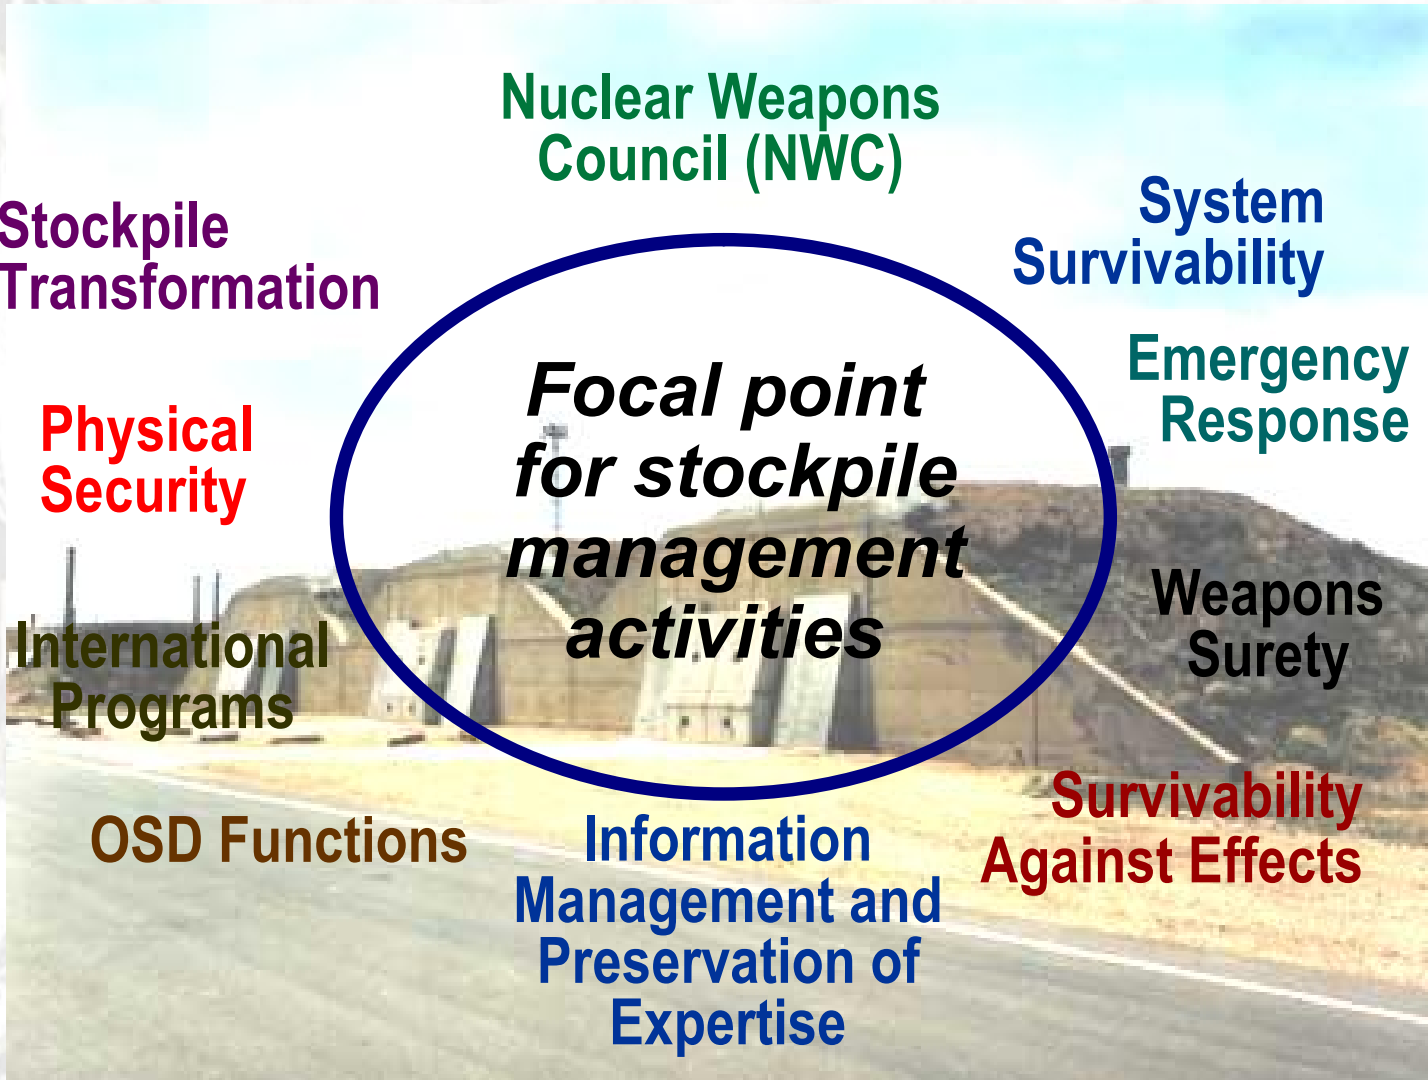 Nuclear Weapons
Council (NWC)
System
Survivability
Stockpile
Transformation
Emergency
Response
Focal point
for stockpile
management
activities
Physical
Security
Weapons
Surety
International
Programs
Survivability
Against Effects
OSD Functions
Information
Management and
Preservation of
Expertise